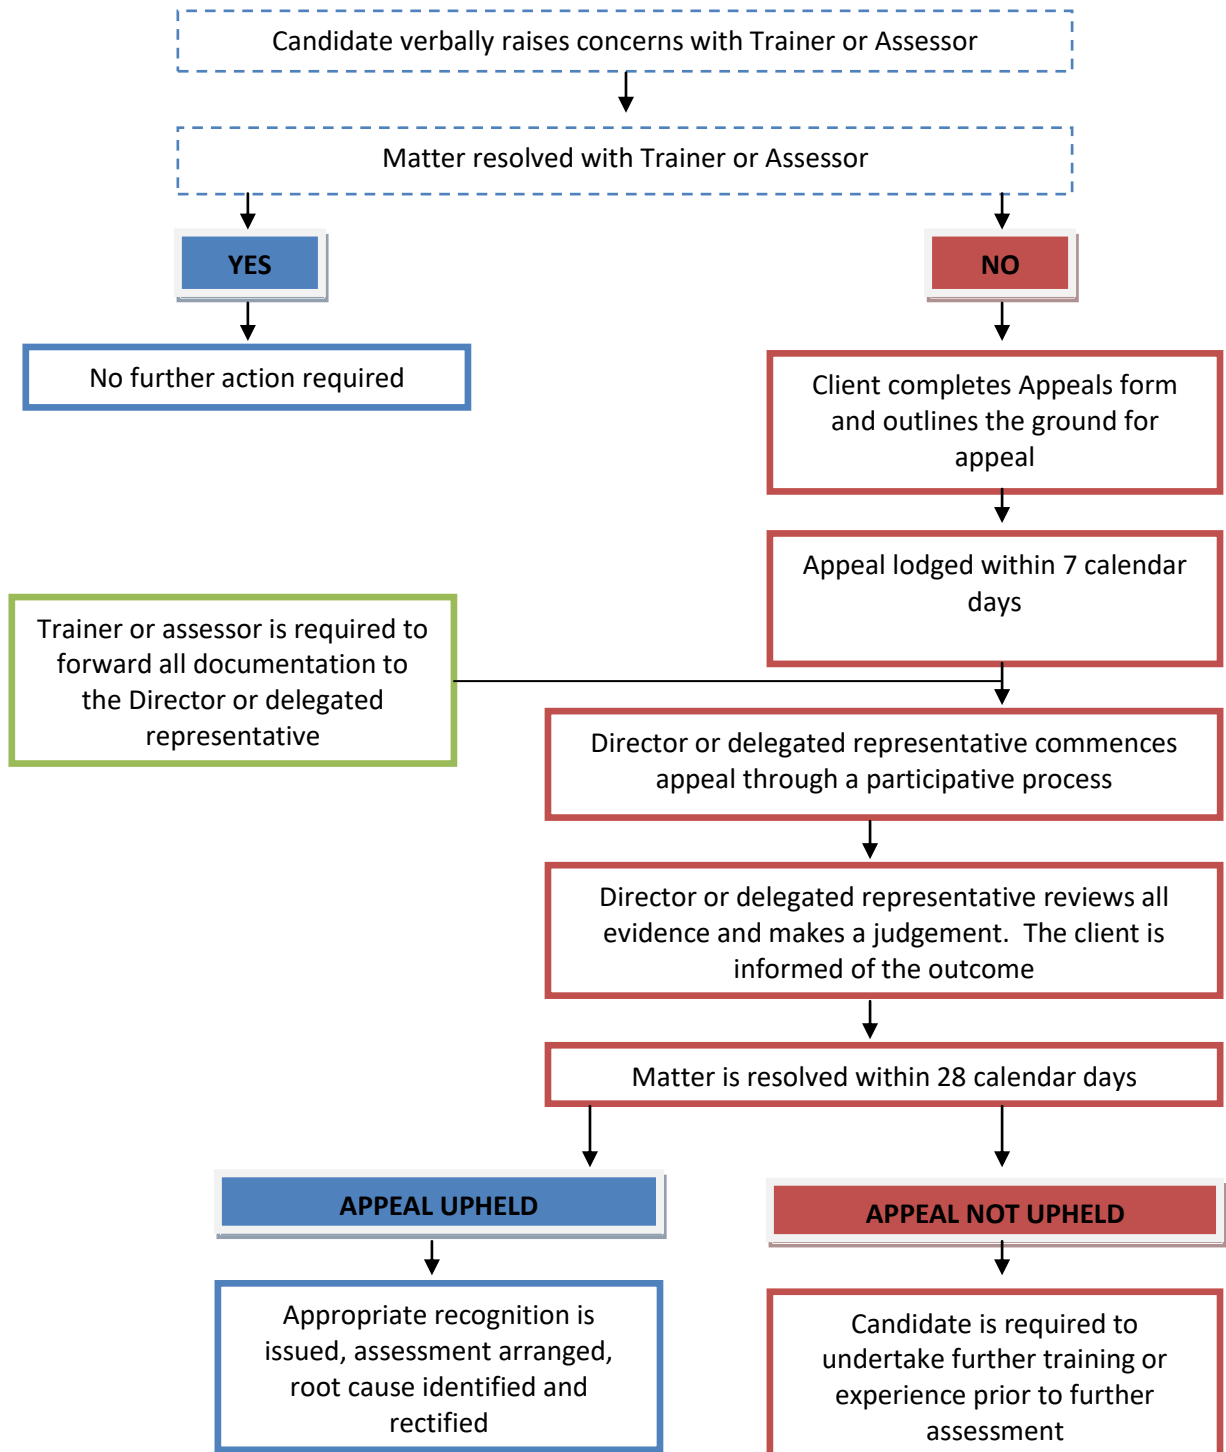 Candidate verbally raises concerns with Trainer or Assessor
Matter resolved with Trainer or Assessor
YES
NO
No further action required
Client completes Appeals form
and outlines the ground for
appeal
Appeal lodged within 7 calendar
days
Trainer or assessor is required to
forward all documentation to
the Director or delegated
representative
Director or delegated representative commences
appeal through a participative process
Director or delegated representative reviews all
evidence and makes a judgement.  The client is
informed of the outcome
Matter is resolved within 28 calendar days
APPEAL UPHELD
APPEAL NOT UPHELD
Appropriate recognition is
issued, assessment arranged,
root cause identified and
rectified
Candidate is required to
undertake further training or
experience prior to further
assessment